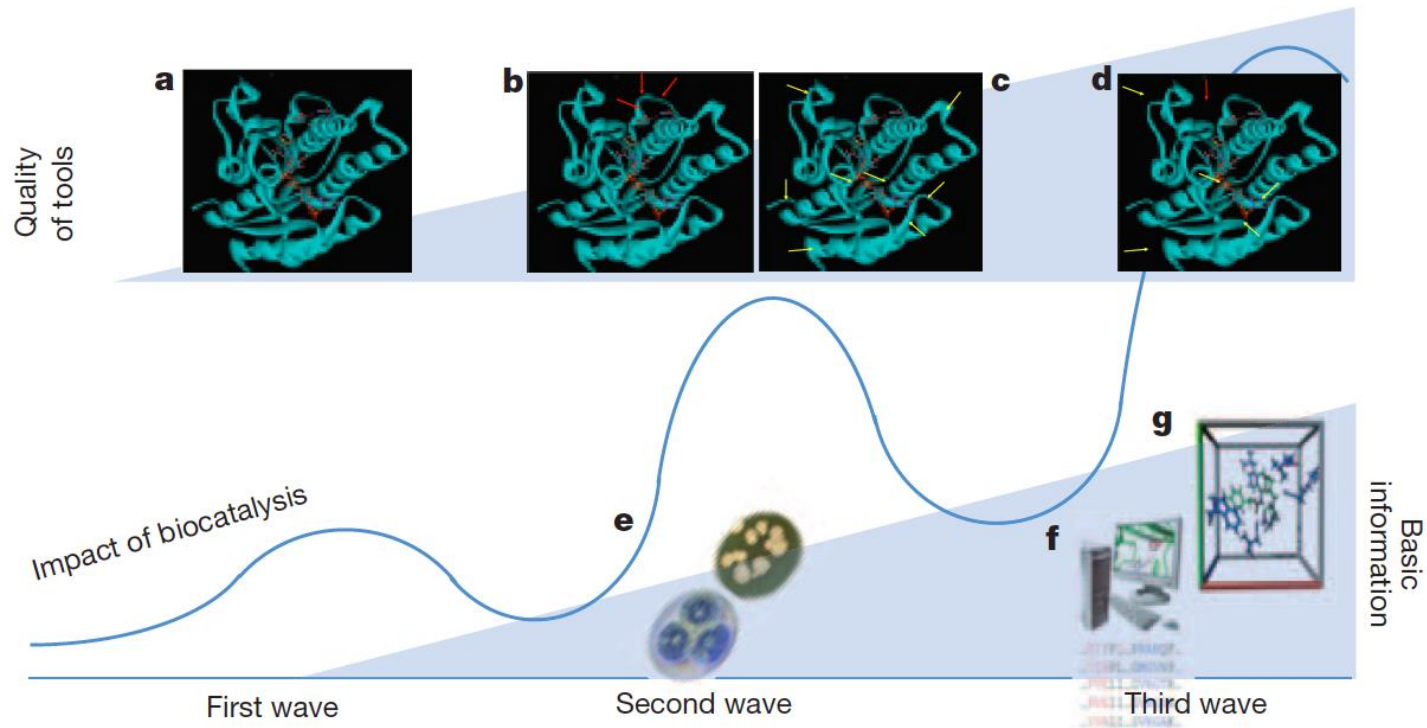 a
b
c
d
Quality
of tools
Impact of biocatalysis
e
f
g
Basic
information
First wave
Second wave
Third wave